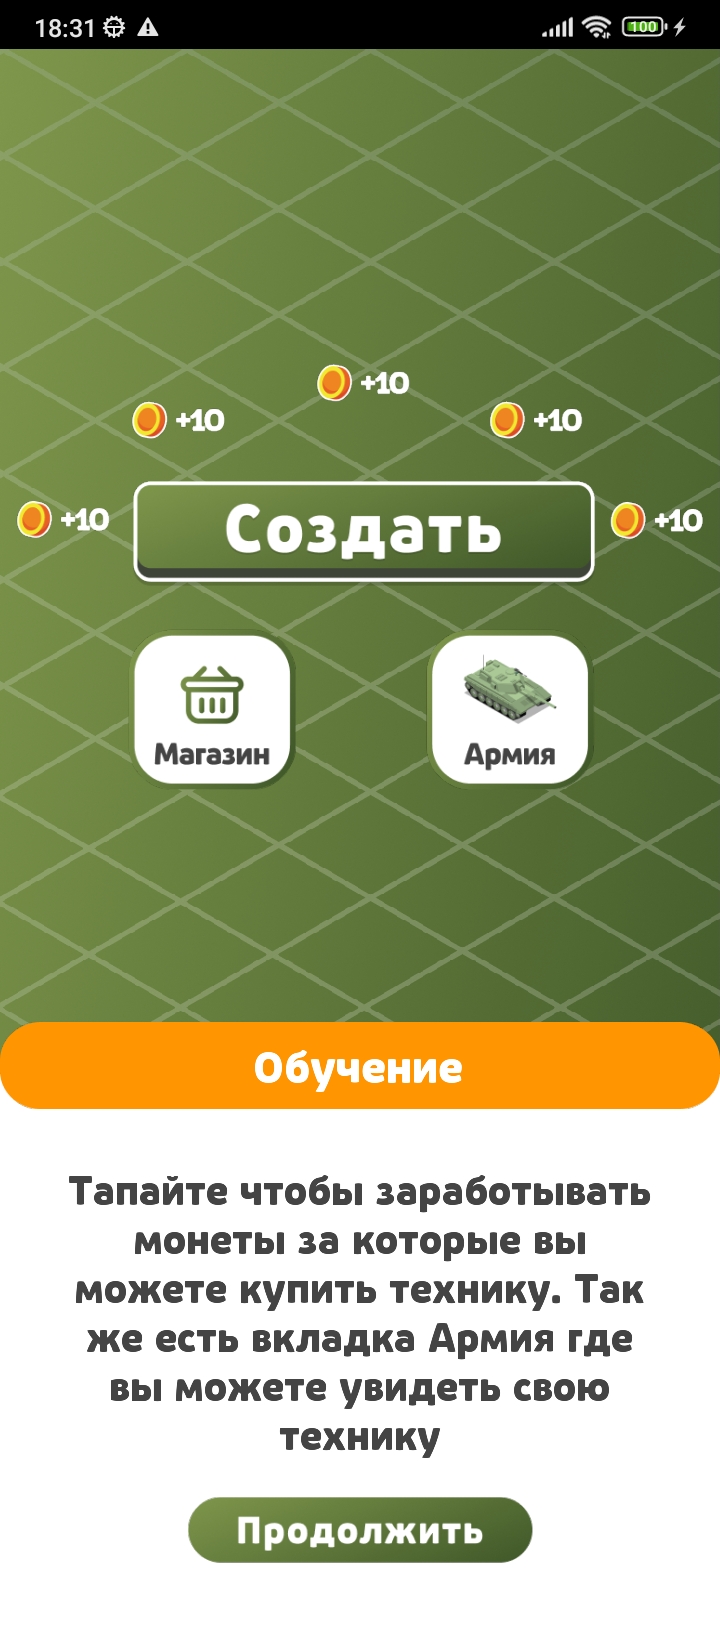 18:31
100
+10
+10
+10
+10
+10
Создать
Магазин
Армия
Обучение
Тапайте чтобы зарабатывать
монеты за которые вы
можете купить технику. Так
же есть вкладка Армия где
вы можете увидеть свою
технику
Продолжить